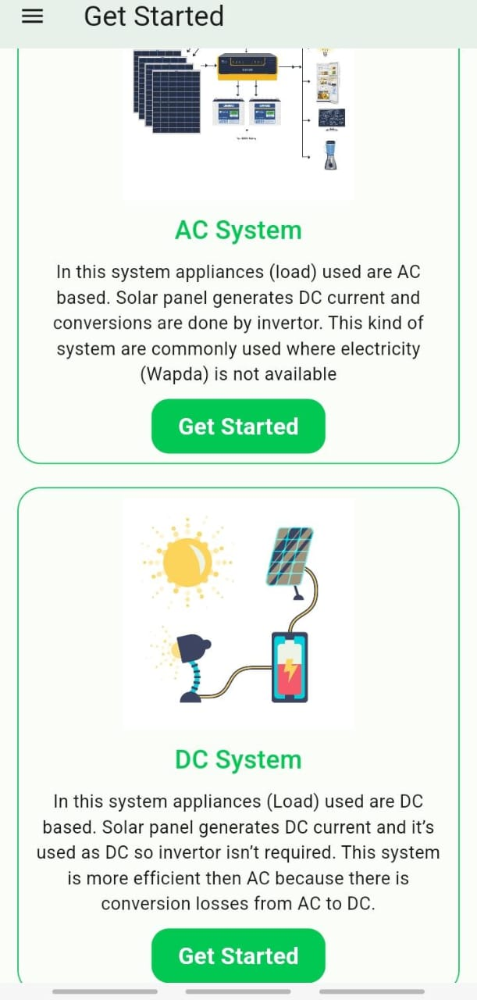 Get Started
AC System
In this system appliances (load) used are AC
based. Solar panel generates DC current and
conversions are done by invertor. This kind of
system are commonly used where electricity
(Wapda) is not available
Get Started
DC System
In this system appliances (Load) used are DC
based. Solar panel generates DC current and it’s
used as DC so invertor isn’t required. This system
is more efficient then AC because there is
conversion losses from AC to DC.
Get Started